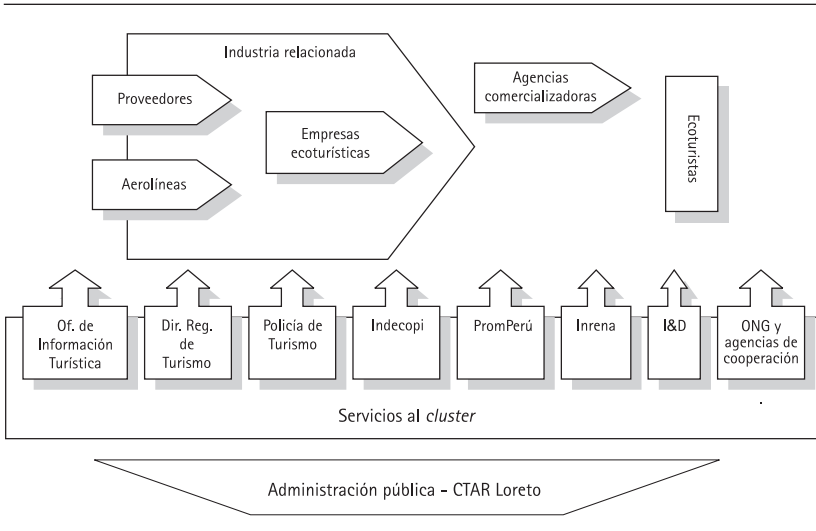 Industria relacionada
Proveedores
Aerolíneas
Empresas
ecoturísticas
Agencias
comercializadoras
Ecoturistas
Of. de
Información
Turística
Dir. Reg.
de
Turismo
Policía de
Turismo
Indecopi
PromPerú
Inrena
I&D
ONG y
agencias de
cooperación
Servicios al cluster
Administración pública - CTAR Loreto